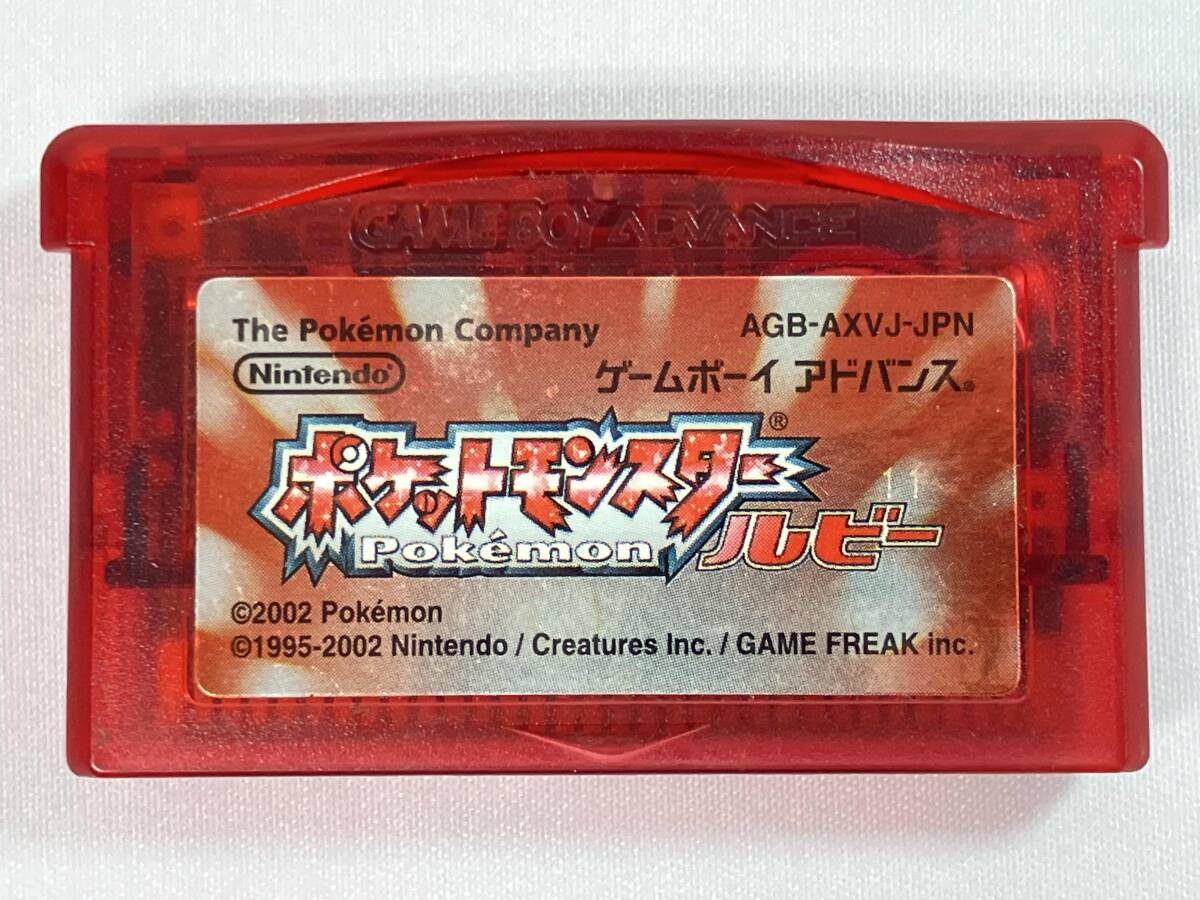 GAME BOY ADVANCE
The Pokémon Company AGB-AXVJ-JPN
Nintendo® ゲームボーイ アドバンス®
ポケットモンスター®
Pokémon ルビー
©2002 Pokémon
©1995-2002 Nintendo / Creatures Inc. / GAME FREAK inc.